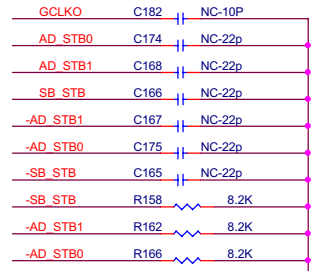 GCLKO C182 NC-10P
AD_STB0 C174 NC-22p
AD_STB1 C168 NC-22p
SB_STB C166 NC-22p
-AD_STB1 C167 NC-22p
-AD_STB0 C175 NC-22p
-SB_STB C165 NC-22p
-SB_STB R158 8.2K
-AD_STB1 R162 8.2K
-AD_STB0 R166 8.2K